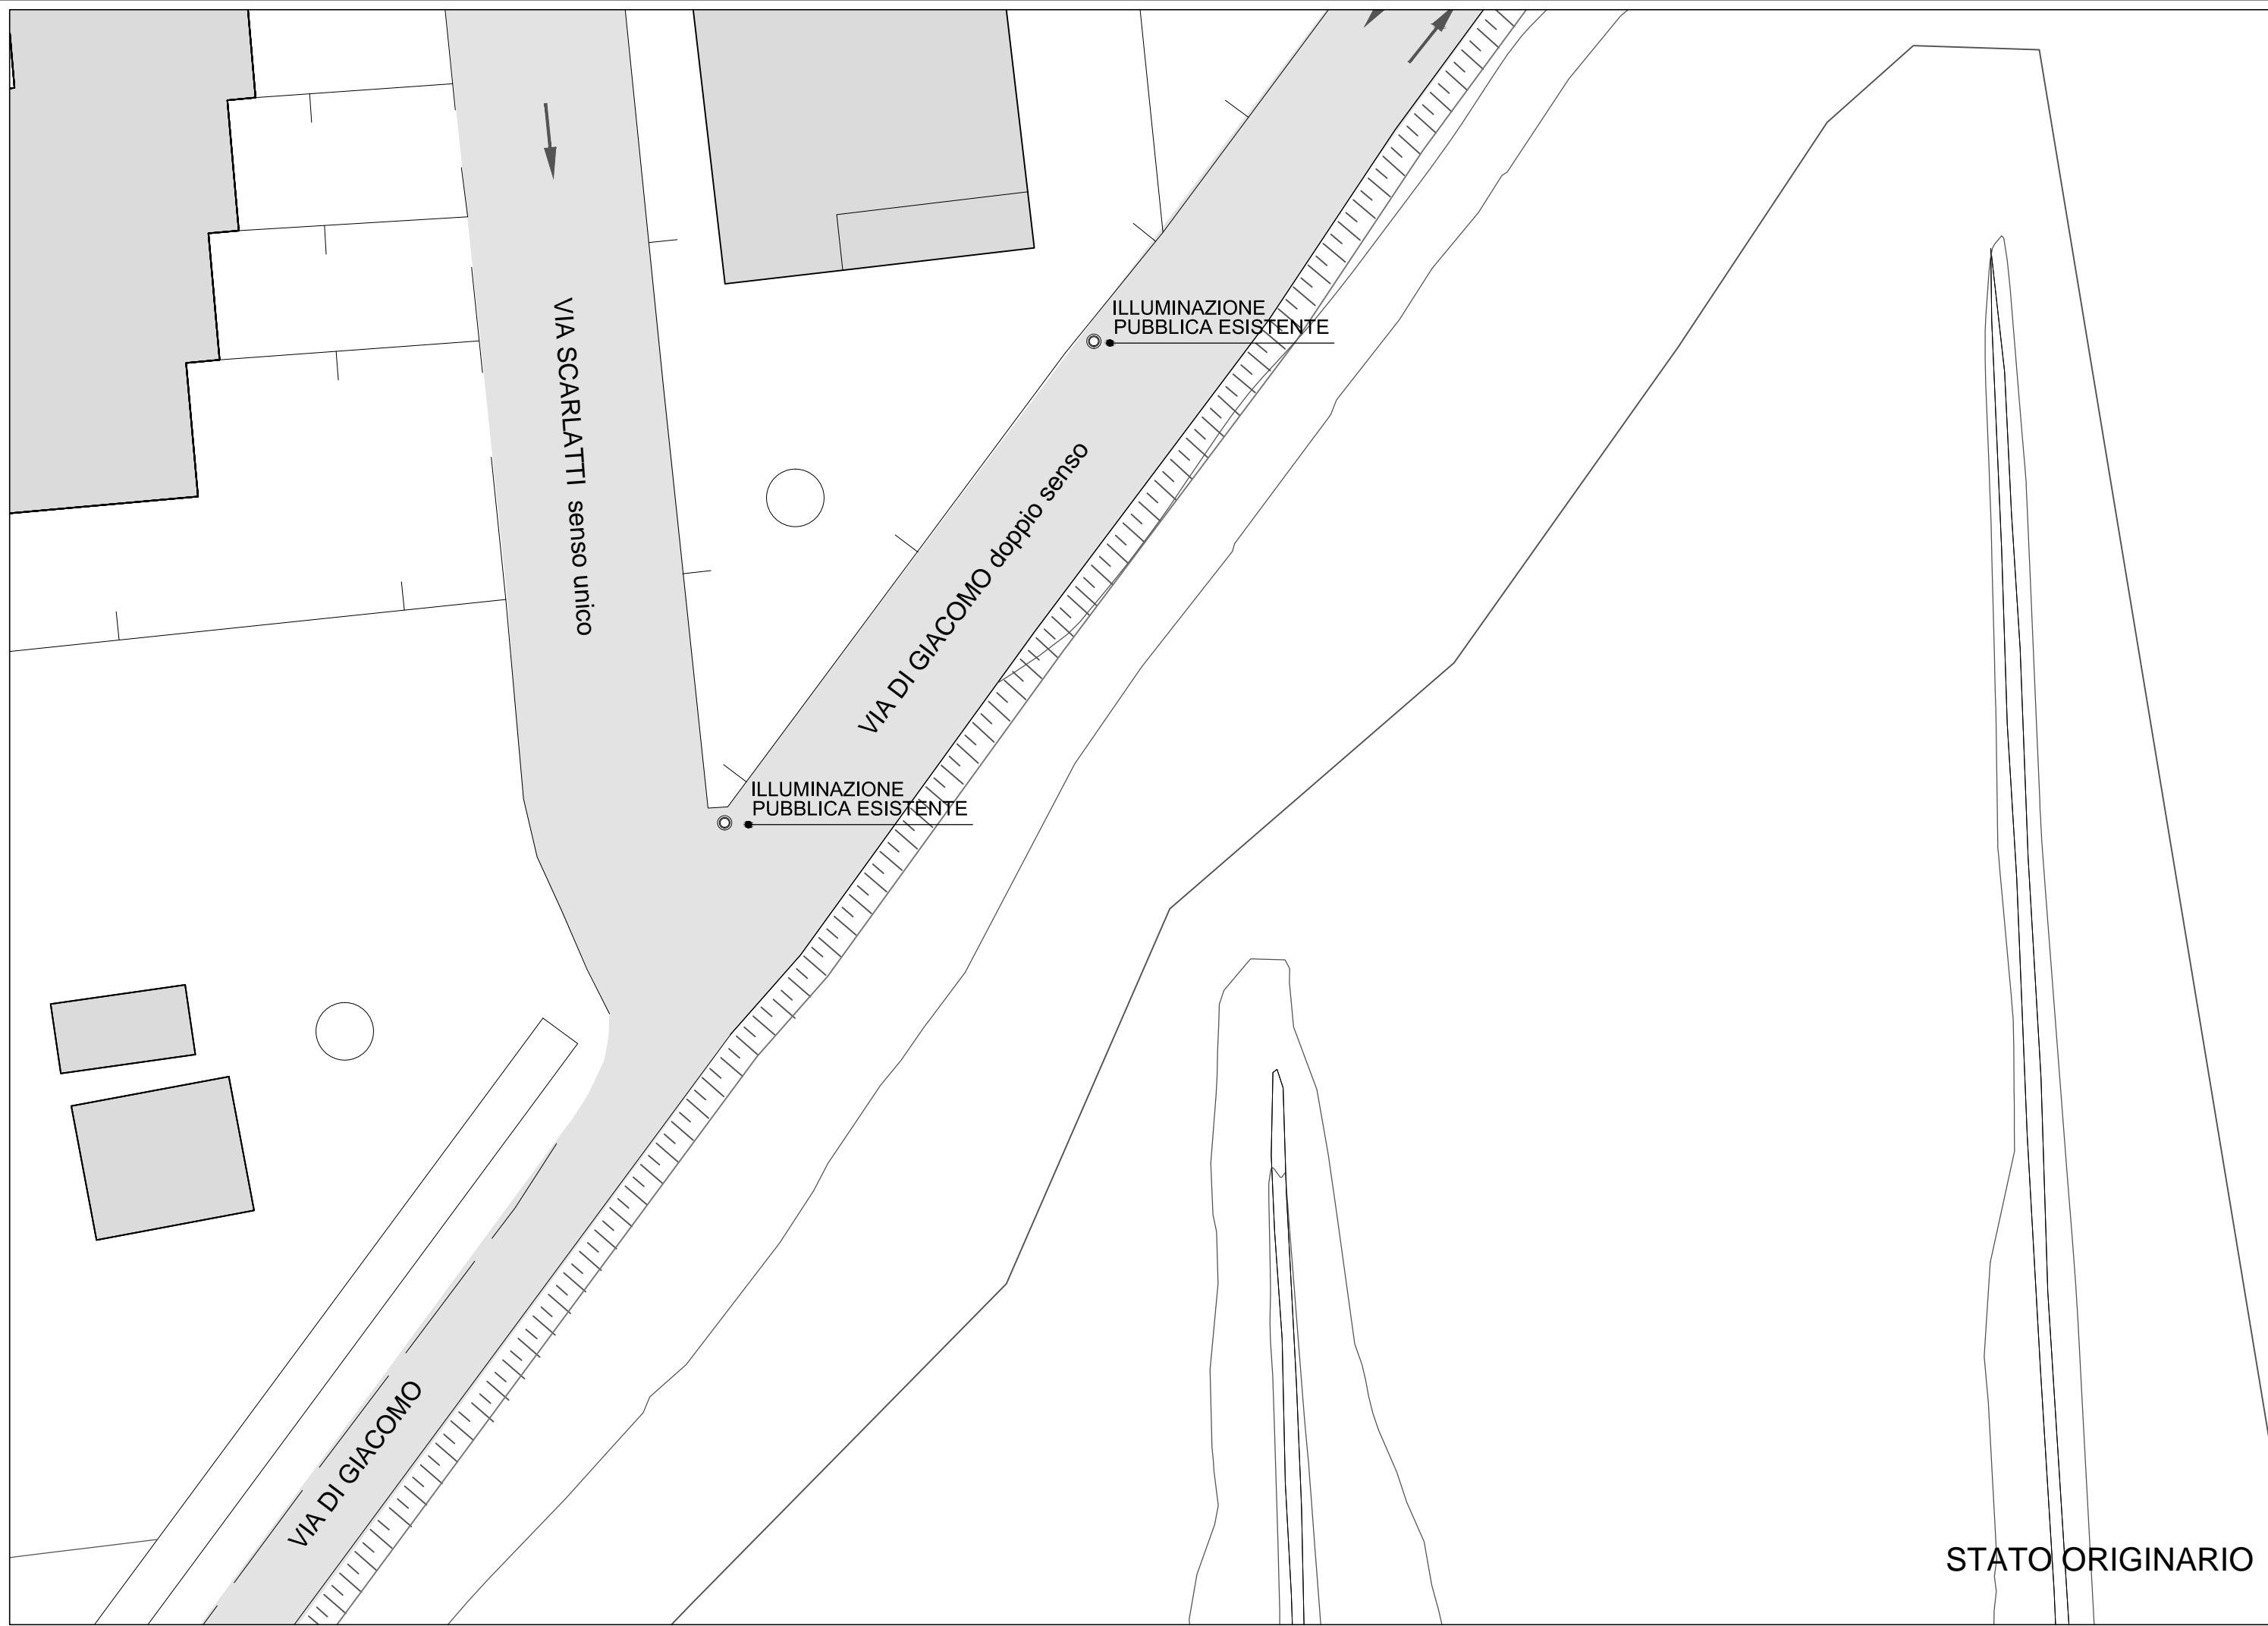 ILLUMINAZIONE
PUBBLICA ESISTENTE
VIA SCARLATTI senso unico
VIA DI GIACOMO doppio senso
ILLUMINAZIONE
PUBBLICA ESISTENTE
VIA DI GIACOMO
STATO ORIGINARIO